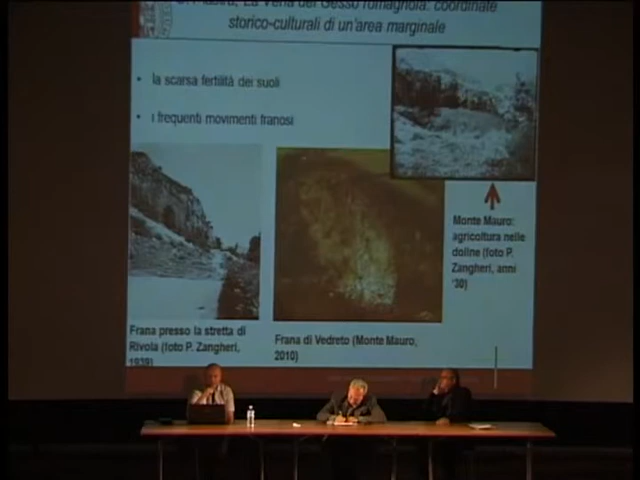 La Vena del Gesso romagnola: coordinate
storico-culturali di un'area marginale
• la scarsa fertilità dei suoli
• i frequenti movimenti franosi
Monte Mauro:
agricoltura nelle
doline (foto P.
Zangheri, anni
'30)
Frana presso la stretta di
Rivola (foto P. Zangheri,
1939)
Frana di Vedreto (Monte Mauro,
2010)